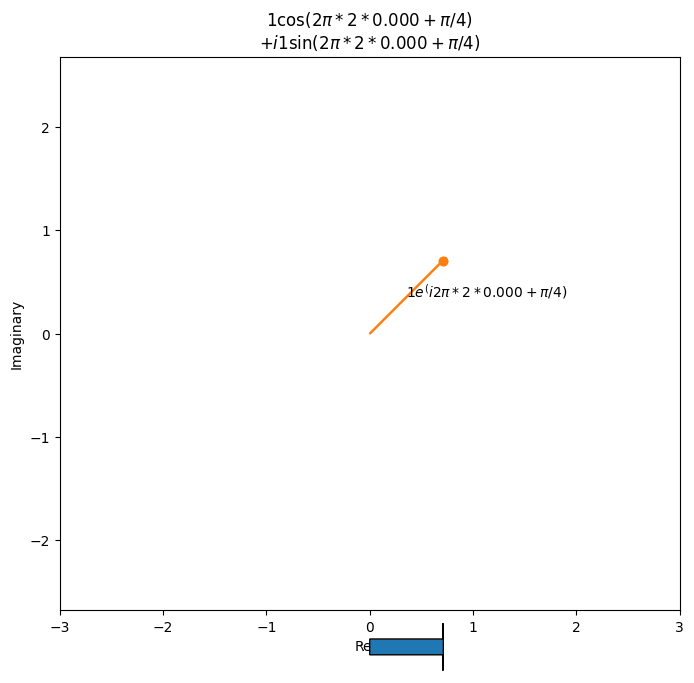 1cos(2π * 2 * 0.000 + π/4)
+i1sin(2π * 2 * 0.000 + π/4)
2
1
0
−1
−2
Imaginary
1e⁽i2π * 2 * 0.000 + π/4)
−3 −2 −1 0 1 2 3
Re